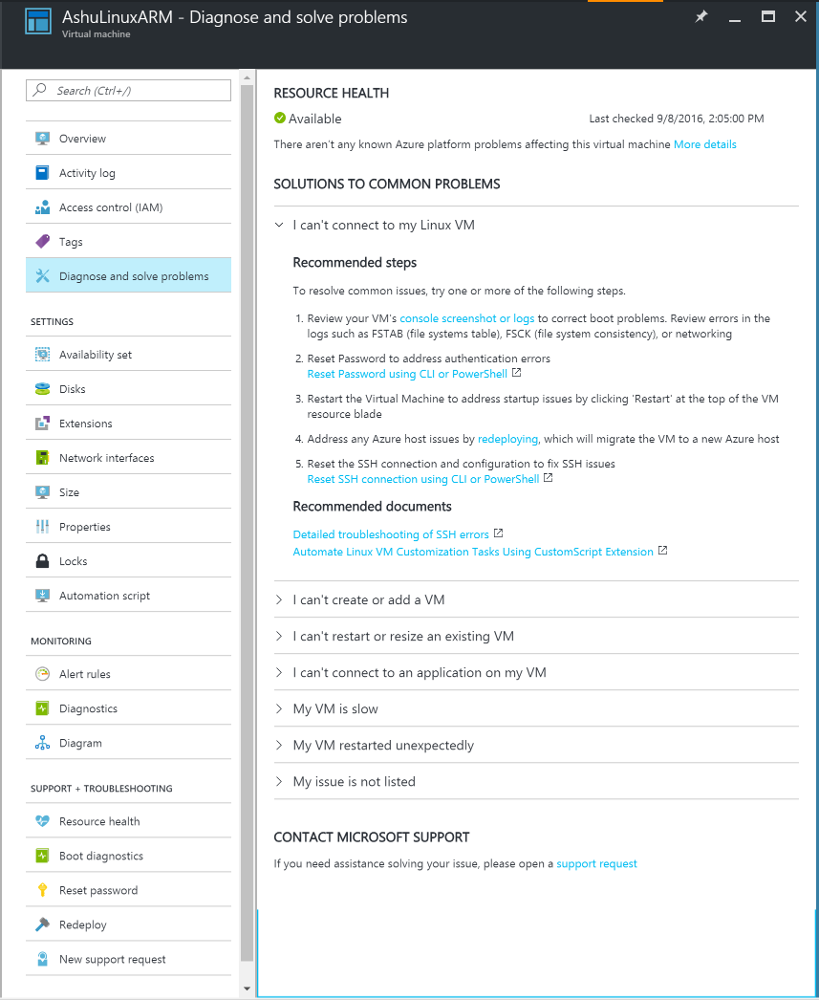 AshuLinuxARM - Diagnose and solve problems
Virtual machine
Search (Ctrl+/)
Overview
Activity log
Access control (IAM)
Tags
Diagnose and solve problems
SETTINGS
Availability set
Disks
Extensions
Network interfaces
Size
Properties
Locks
Automation script
MONITORING
Alert rules
Diagnostics
Diagram
SUPPORT + TROUBLESHOOTING
Resource health
Boot diagnostics
Reset password
Redeploy
New support request
RESOURCE HEALTH
Available
Last checked 9/8/2016, 2:05:00 PM
There aren't any known Azure platform problems affecting this virtual machine More details
SOLUTIONS TO COMMON PROBLEMS
I can't connect to my Linux VM
Recommended steps
To resolve common issues, try one or more of the following steps.
1. Review your VM's console screenshot or logs to correct boot problems. Review errors in the
logs such as FSTAB (file systems table), FSCK (file system consistency), or networking
2. Reset Password to address authentication errors
Reset Password using CLI or PowerShell
3. Restart the Virtual Machine to address startup issues by clicking 'Restart' at the top of the VM
resource blade
4. Address any Azure host issues by redeploying, which will migrate the VM to a new Azure host
5. Reset the SSH connection and configuration to fix SSH issues
Reset SSH connection using CLI or PowerShell
Recommended documents
Detailed troubleshooting of SSH errors
Automate Linux VM Customization Tasks Using CustomScript Extension
I can't create or add a VM
I can't restart or resize an existing VM
I can't connect to an application on my VM
My VM is slow
My VM restarted unexpectedly
My issue is not listed
CONTACT MICROSOFT SUPPORT
If you need assistance solving your issue, please open a support request